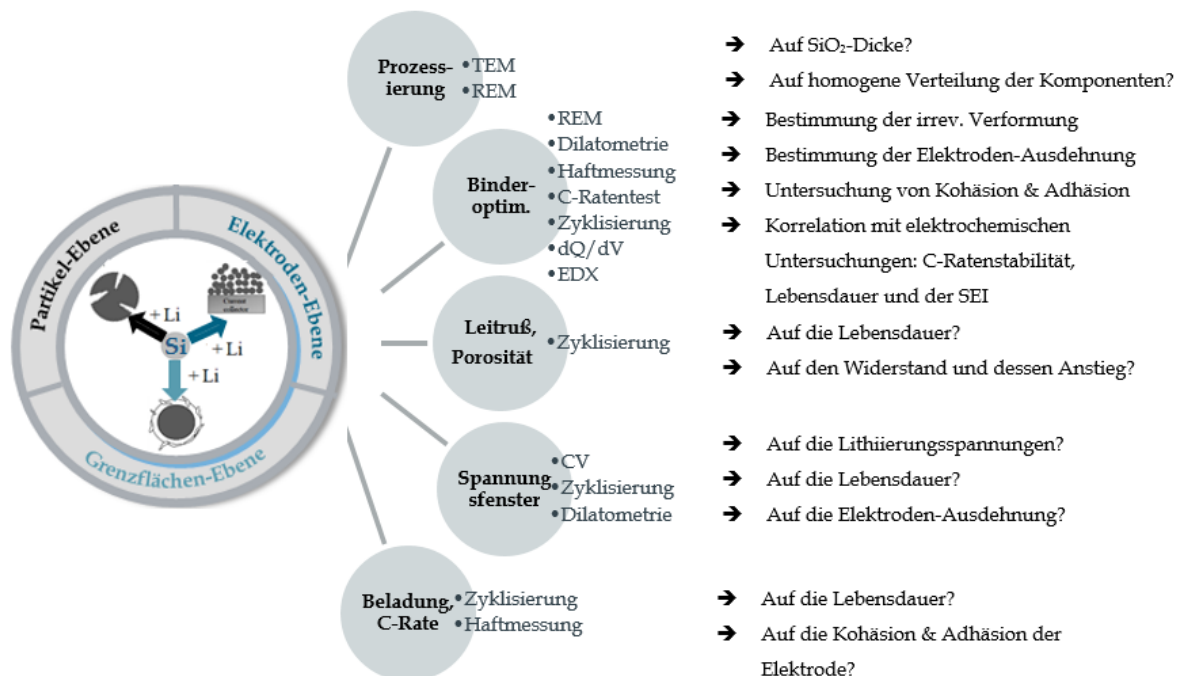 Partikel-Ebene
Elektroden-Ebene
Grenzflächen-Ebene
Current
collector
+ Li
Si
+Li
+Li
Prozess-
ierung
•TEM
•REM
➔ Auf SiO₂-Dicke?
➔ Auf homogene Verteilung der Komponenten?
Binder-
optim.
•REM
•Dilatometrie
•Haftmessung
•C-Ratentest
•Zyklisierung
•dQ/dV
•EDX
➔ Bestimmung der irrev. Verformung
➔ Bestimmung der Elektroden-Ausdehnung
➔ Untersuchung von Kohäsion & Adhäsion
➔ Korrelation mit elektrochemischen
Untersuchungen: C-Ratenstabilität,
Lebensdauer und der SEI
Leitruß,
Porosität
•Zyklisierung
➔ Auf die Lebensdauer?
➔ Auf den Widerstand und dessen Anstieg?
Spannung
sfenster
•CV
•Zyklisierung
•Dilatometrie
➔ Auf die Lithiierungsspannungen?
➔ Auf die Lebensdauer?
➔ Auf die Elektroden-Ausdehnung?
Beladung,
C-Rate
•Zyklisierung
•Haftmessung
➔ Auf die Lebensdauer?
➔ Auf die Kohäsion & Adhäsion der
Elektrode?